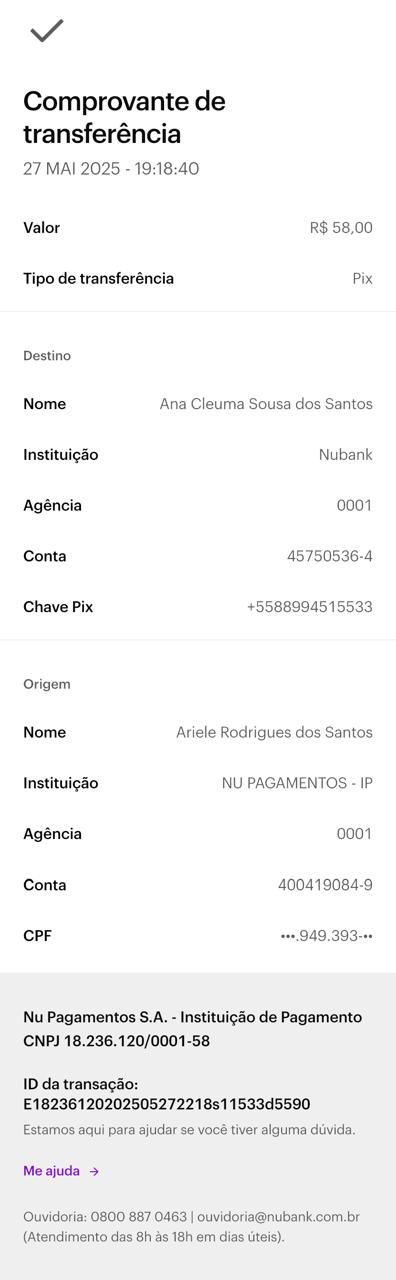 Comprovante de
transferência
27 MAI 2025 - 19:18:40
Valor R$ 58,00
Tipo de transferência Pix
Destino
Nome Ana Cleuma Sousa dos Santos
Instituição Nubank
Agência 0001
Conta 45750536-4
Chave Pix +5588994515533
Origem
Nome Ariele Rodrigues dos Santos
Instituição NU PAGAMENTOS - IP
Agência 0001
Conta 400419084-9
CPF •••.949.393-••
Nu Pagamentos S.A. - Instituição de Pagamento
CNPJ 18.236.120/0001-58
ID da transação:
E18236120202505272218s11533d5590
Estamos aqui para ajudar se você tiver alguma dúvida.
Me ajuda →
Ouvidoria: 0800 887 0463 | ouvidoria@nubank.com.br
(Atendimento das 8h às 18h em dias úteis).